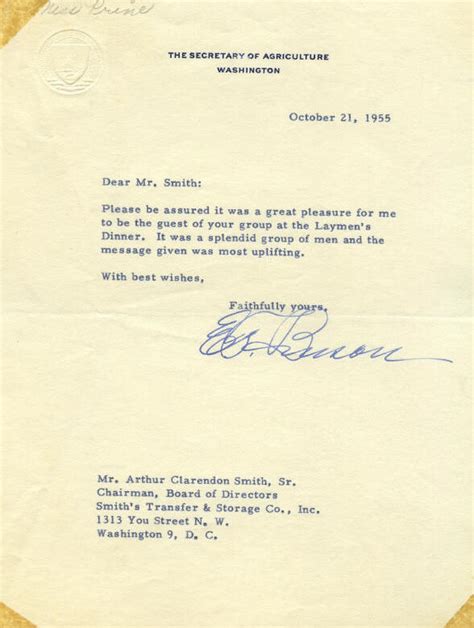 Miss Prine
THE SECRETARY OF AGRICULTURE
WASHINGTON
October 21, 1955
Dear Mr. Smith:
Please be assured it was a great pleasure for me
to be the guest of your group at the Laymen's
Dinner. It was a splendid group of men and the
message given was most uplifting.
With best wishes,
Faithfully yours,
Mr. Arthur Clarendon Smith, Sr.
Chairman, Board of Directors
Smith's Transfer & Storage Co., Inc.
1313 You Street N. W.
Washington 9, D. C.